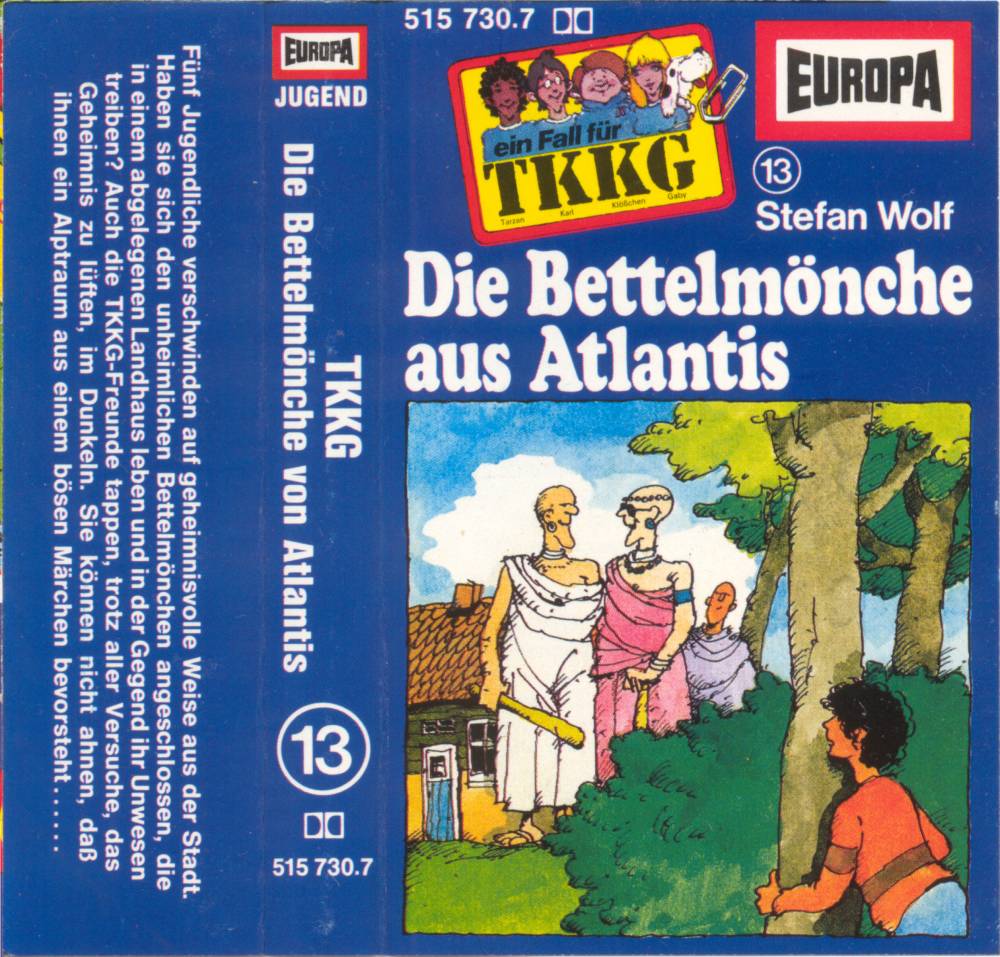 Fünf Jugendliche verschwinden auf geheimnisvolle Weise aus der Stadt.
Haben sie sich den unheimlichen Bettelmönchen angeschlossen, die
in einem abgelegenen Landhaus leben und in der Gegend ihr Unwesen
treiben? Auch die TKKG-Freunde tappen, trotz aller Versuche, das
Geheimnis zu lüften, im Dunkeln. Sie können nicht ahnen, daß
ihnen ein Alptraum aus einem bösen Märchen bevorsteht......
EUROPA
JUGEND
TKKG
Die Bettelmönche von Atlantis
13
515 730.7
515 730.7
ein Fall für
TKKG
Tarzan Karl Klößchen Gaby
EUROPA
13
Stefan Wolf
Die Bettelmönche
aus Atlantis